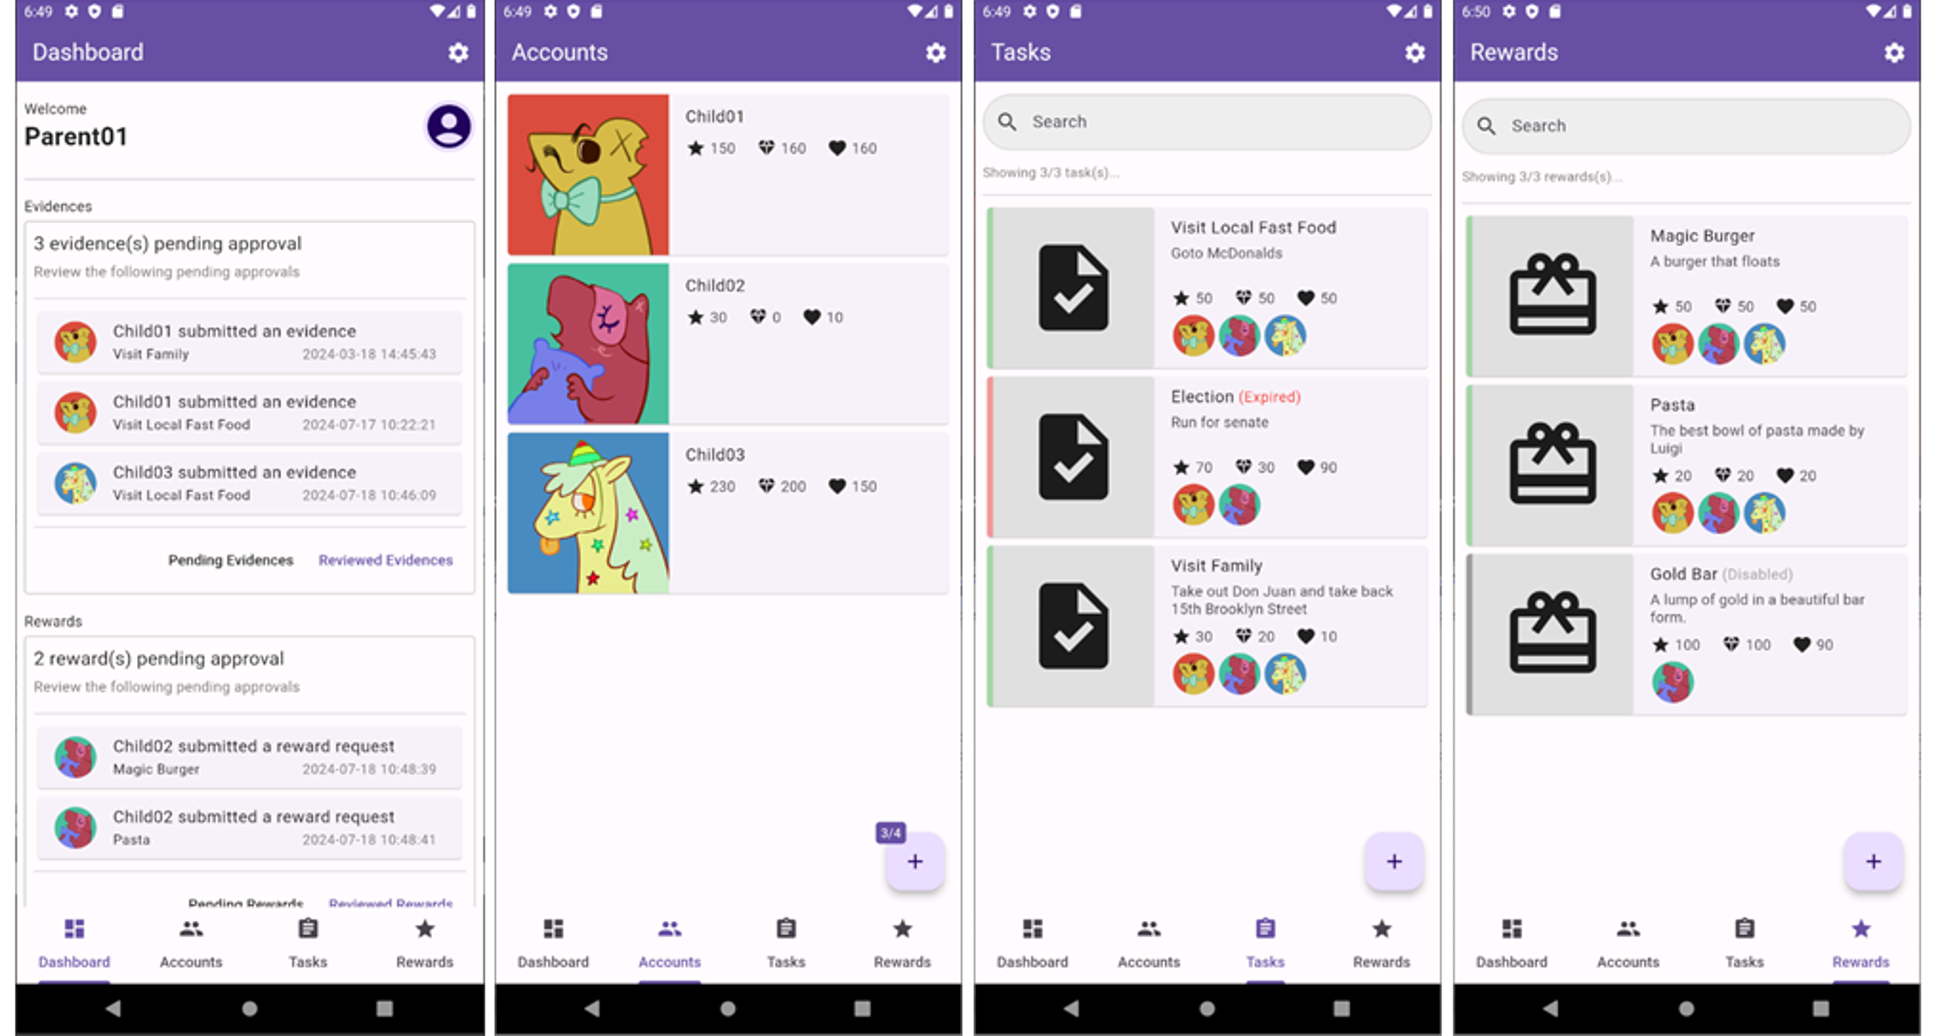 6:49
Dashboard
Welcome
Parent01
Evidences
3 evidence(s) pending approval
Review the following pending approvals
Child01 submitted an evidence
Visit Family 2024-03-18 14:45:43
Child01 submitted an evidence
Visit Local Fast Food 2024-07-17 10:22:21
Child03 submitted an evidence
Visit Local Fast Food 2024-07-18 10:46:09
Pending Evidences Reviewed Evidences
Rewards
2 reward(s) pending approval
Review the following pending approvals
Child02 submitted a reward request
Magic Burger 2024-07-18 10:48:39
Child02 submitted a reward request
Pasta 2024-07-18 10:48:41
Pending Rewards Reviewed Rewards
Dashboard Accounts Tasks Rewards
6:49
Accounts
Child01
150 160 160
Child02
30 0 10
Child03
230 200 150
3/4
+
Dashboard Accounts Tasks Rewards
6:49
Tasks
Search
Showing 3/3 task(s)...
Visit Local Fast Food
Goto McDonalds
50 50 50
Election (Expired)
Run for senate
70 30 90
Visit Family
Take out Don Juan and take back
15th Brooklyn Street
30 20 10
+
Dashboard Accounts Tasks Rewards
6:50
Rewards
Search
Showing 3/3 rewards(s)...
Magic Burger
A burger that floats
50 50 50
Pasta
The best bowl of pasta made by
Luigi
20 20 20
Gold Bar (Disabled)
A lump of gold in a beautiful bar
form.
100 100 90
+
Dashboard Accounts Tasks Rewards